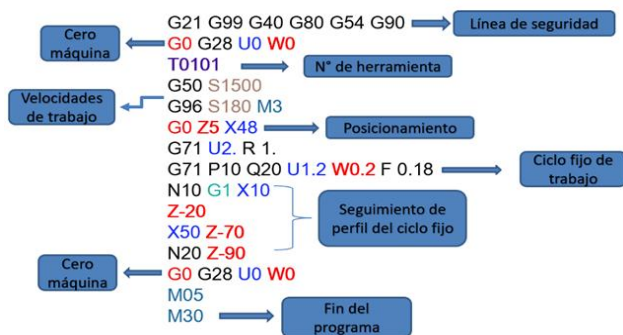 G21 G99 G40 G80 G54 G90
Línea de seguridad
Cero
máquina
G0 G28 U0 W0
T0101
N° de herramienta
Velocidades
de trabajo
G50 S1500
G96 S180 M3
G0 Z5 X48
Posicionamiento
G71 U2. R 1.
G71 P10 Q20 U1.2 W0.2 F 0.18
Ciclo fijo de
trabajo
N10 G1 X10
Z-20
X50 Z-70
N20 Z-90
Seguimiento de
perfil del ciclo fijo
Cero
máquina
G0 G28 U0 W0
M05
M30
Fin del
programa